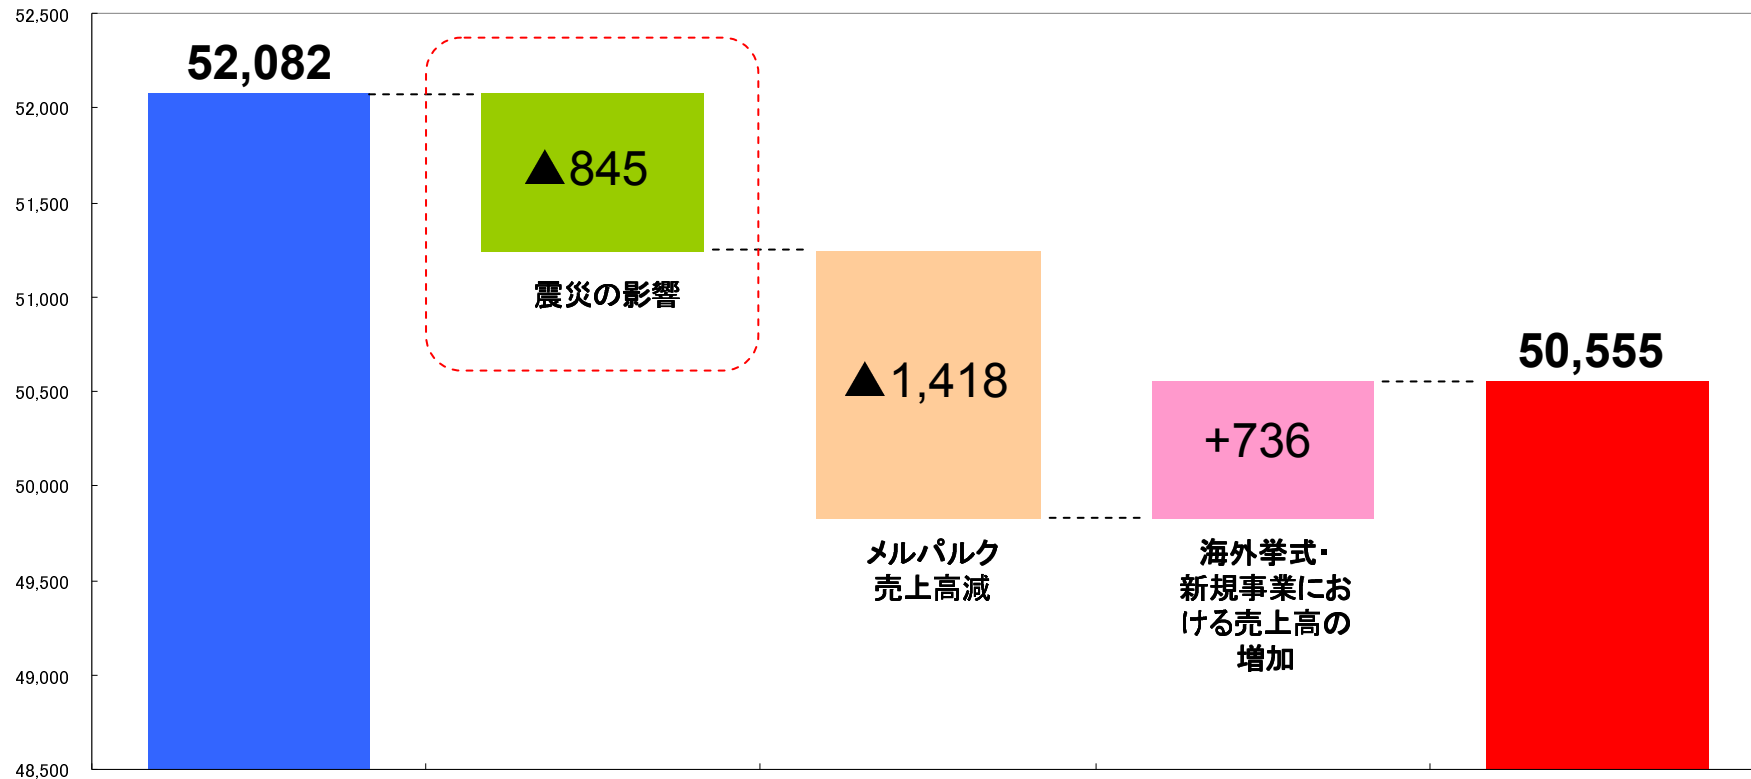 52,500
52,000
51,500
51,000
50,500
50,000
49,500
49,000
48,500
52,082
▲845
震災の影響
▲1,418
メルパルク
売上高減
+736
海外挙式・
新規事業にお
ける売上高の
増加
50,555